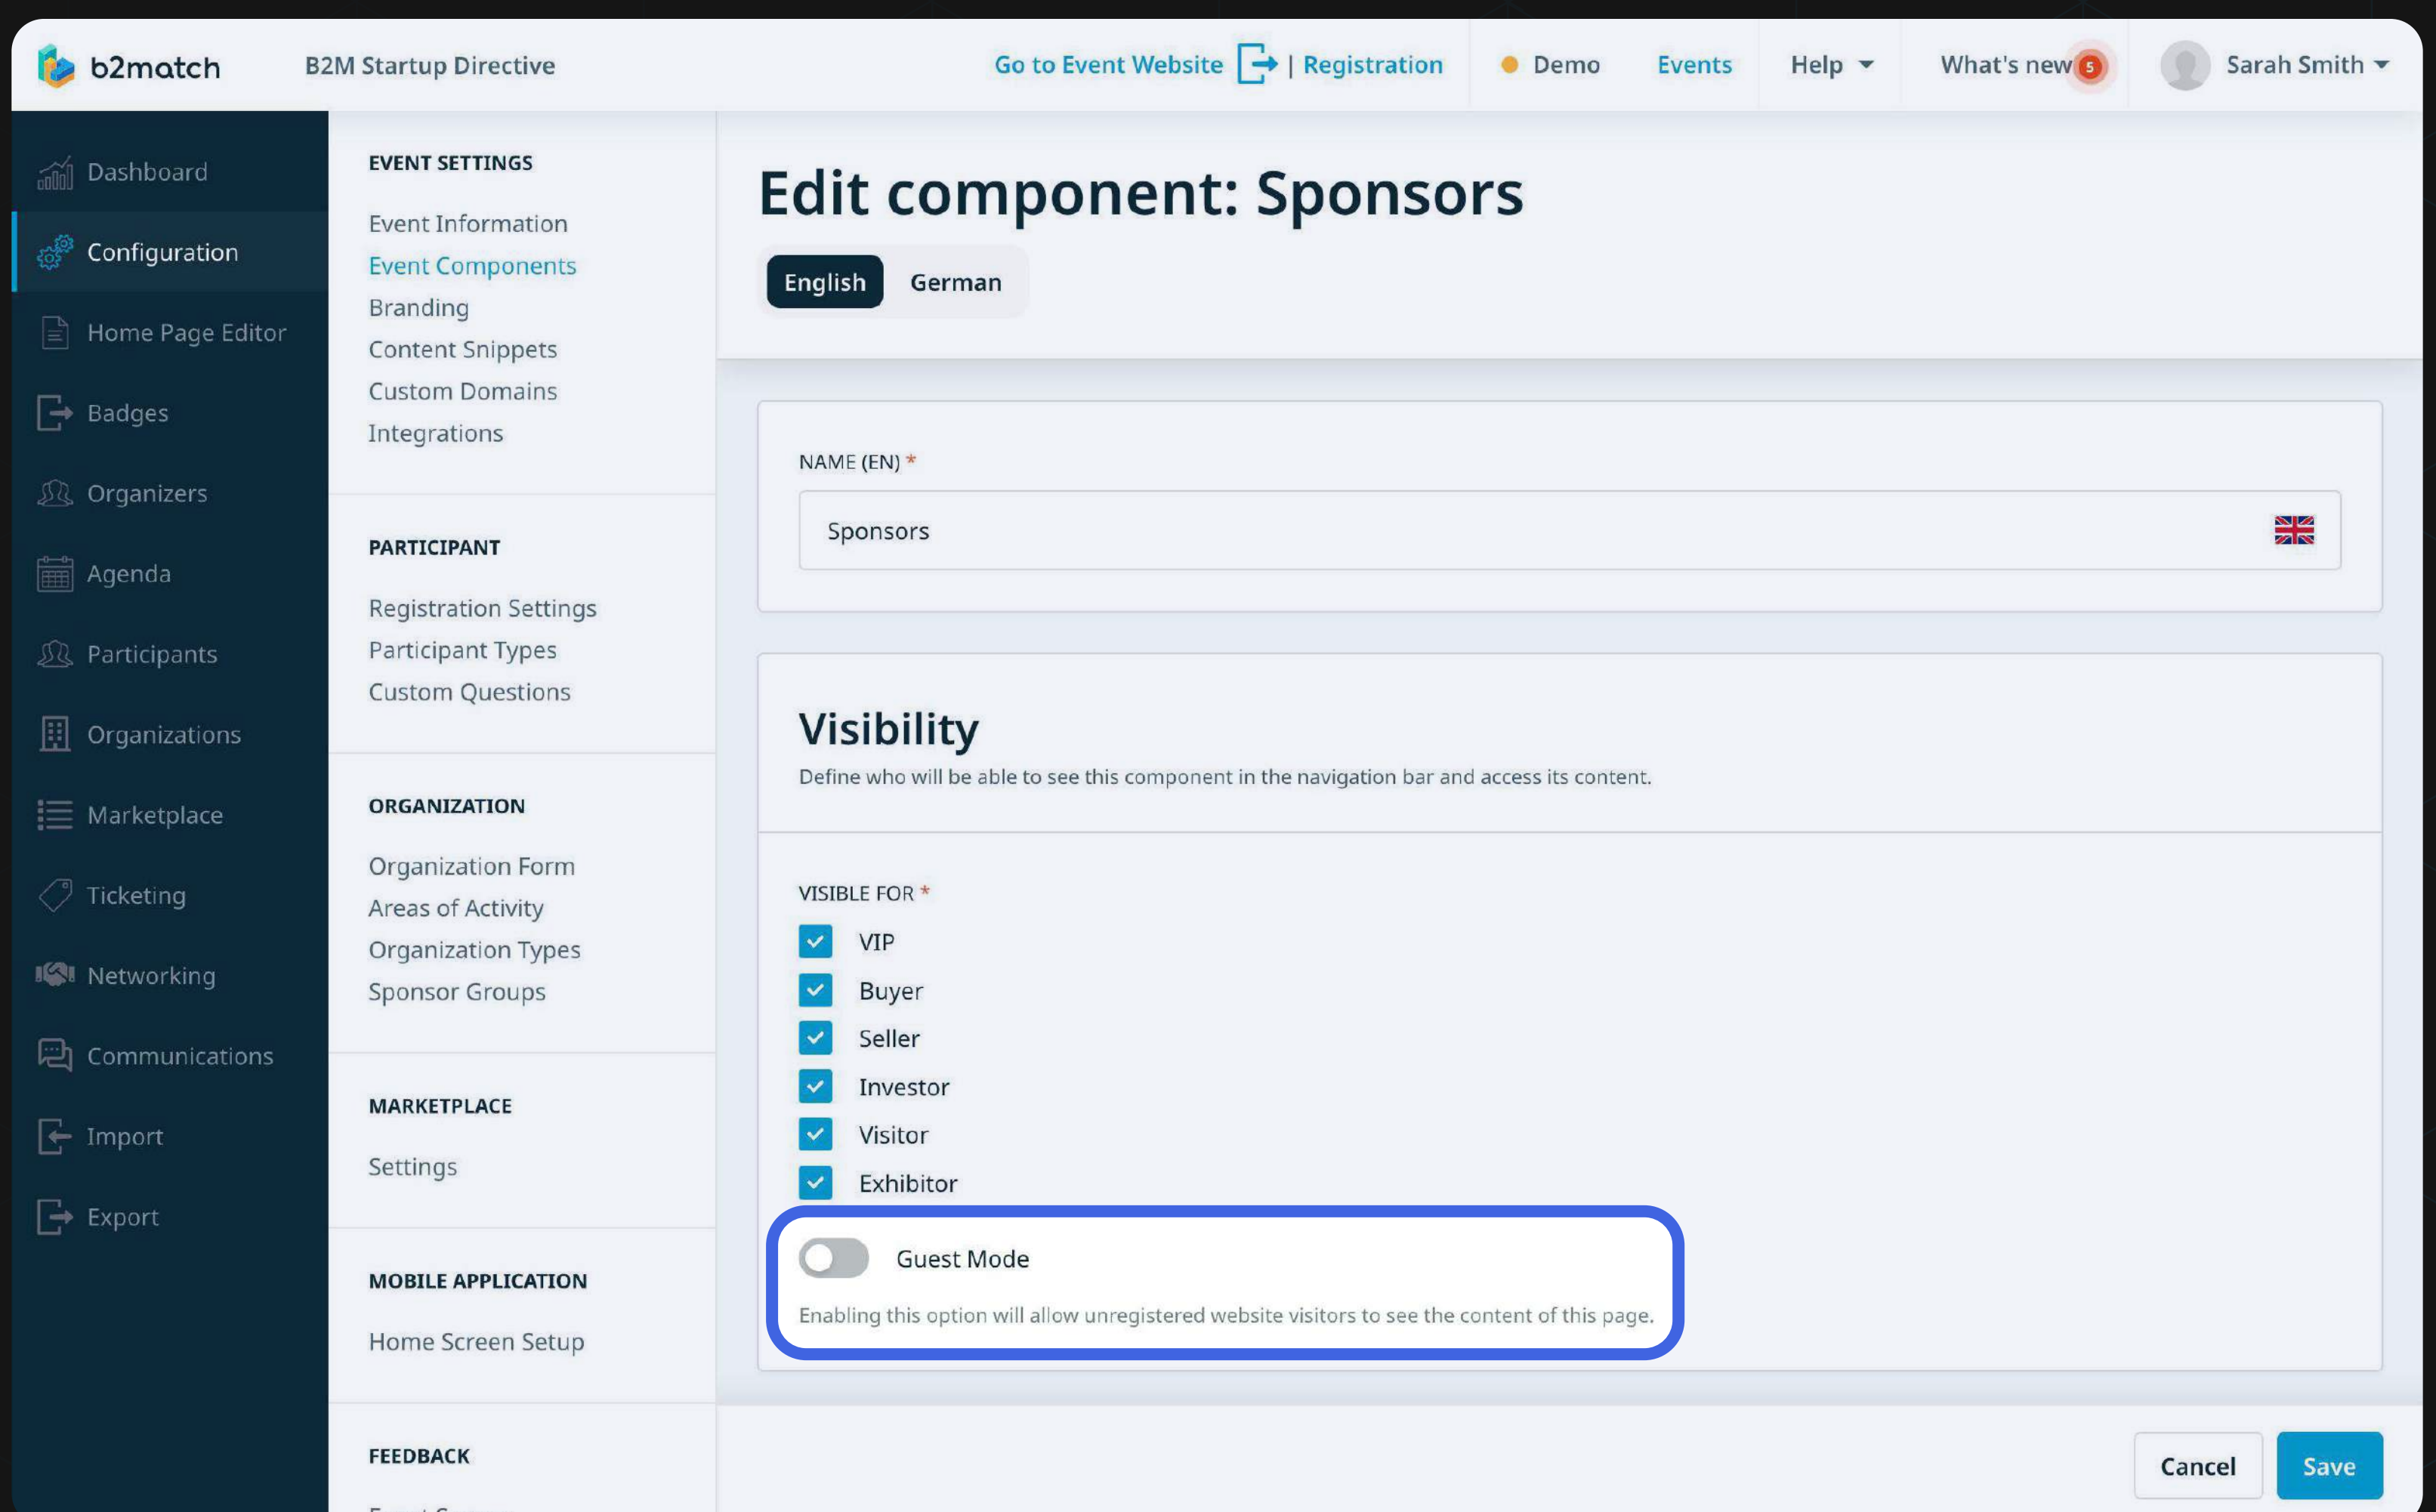 b2match
B2M Startup Directive
Go to Event Website | Registration
Demo
Events
Help
What's new 5
Sarah Smith
Dashboard
Configuration
Home Page Editor
Badges
Organizers
Agenda
Participants
Organizations
Marketplace
Ticketing
Networking
Communications
Import
Export
EVENT SETTINGS
Event Information
Event Components
Branding
Content Snippets
Custom Domains
Integrations
PARTICIPANT
Registration Settings
Participant Types
Custom Questions
ORGANIZATION
Organization Form
Areas of Activity
Organization Types
Sponsor Groups
MARKETPLACE
Settings
MOBILE APPLICATION
Home Screen Setup
FEEDBACK
Edit component: Sponsors
English German
NAME (EN) *
Sponsors
Visibility
Define who will be able to see this component in the navigation bar and access its content.
VISIBLE FOR *
VIP
Buyer
Seller
Investor
Visitor
Exhibitor
Guest Mode
Enabling this option will allow unregistered website visitors to see the content of this page.
Cancel
Save